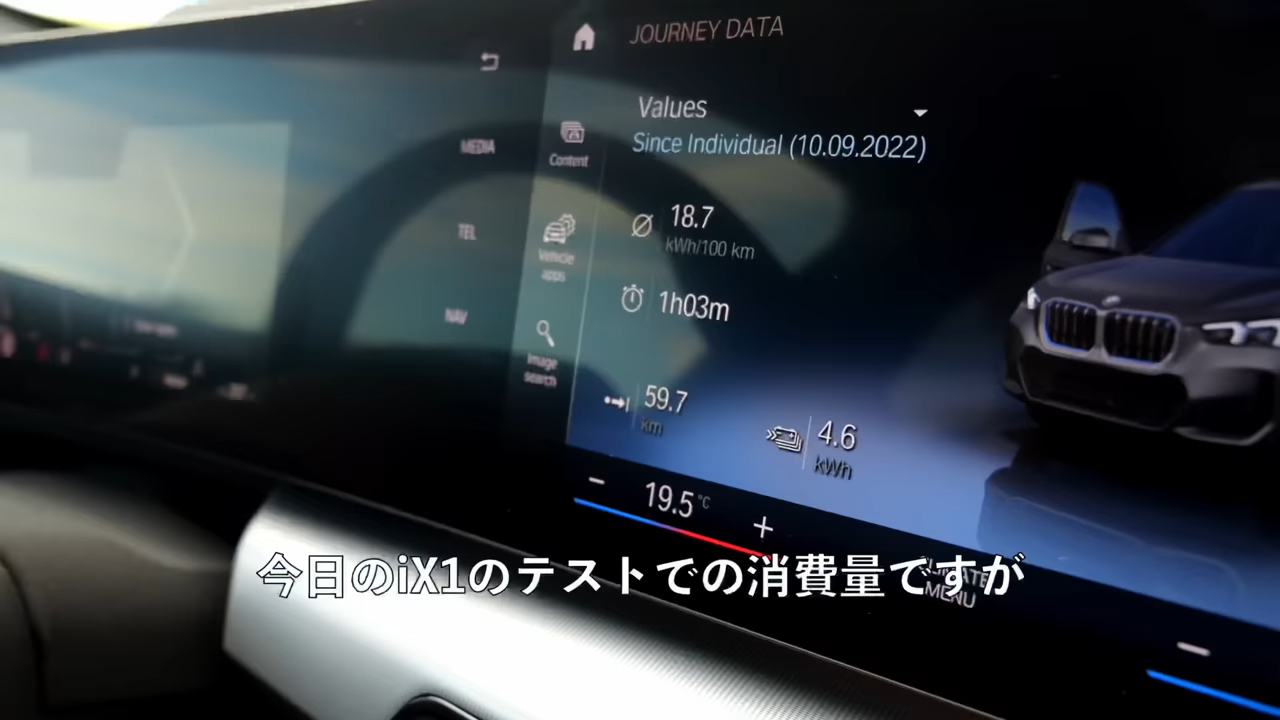 JOURNEY DATA
Values
Since Individual (10.09.2022)
MEDIA
Content
18.7
kWh/100 km
TEL
Vehicle
apps
1h03m
NAV
Image
search
59.7
km
4.6
kWh
− 19.5 °C +
今日のiX1のテストでの消費量ですが
MENU